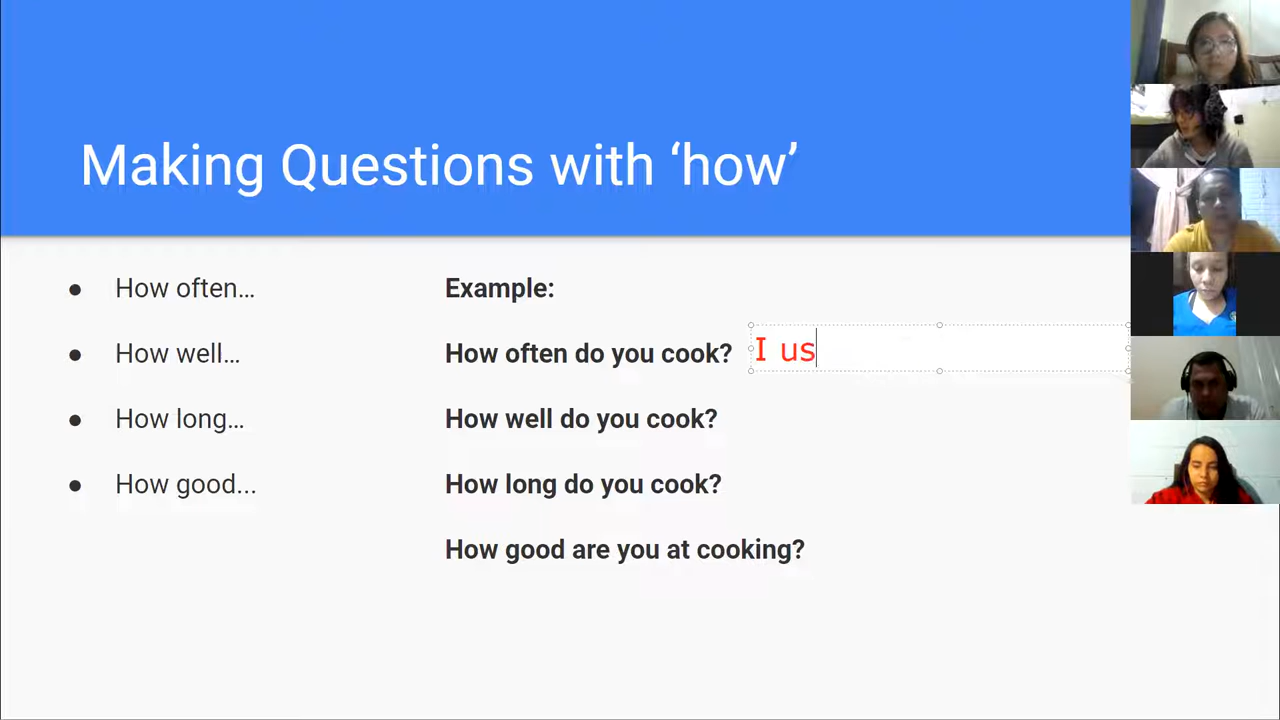 Making Questions with ‘how’
● How often…
● How well…
● How long…
● How good...
Example:
How often do you cook? I us
How well do you cook?
How long do you cook?
How good are you at cooking?